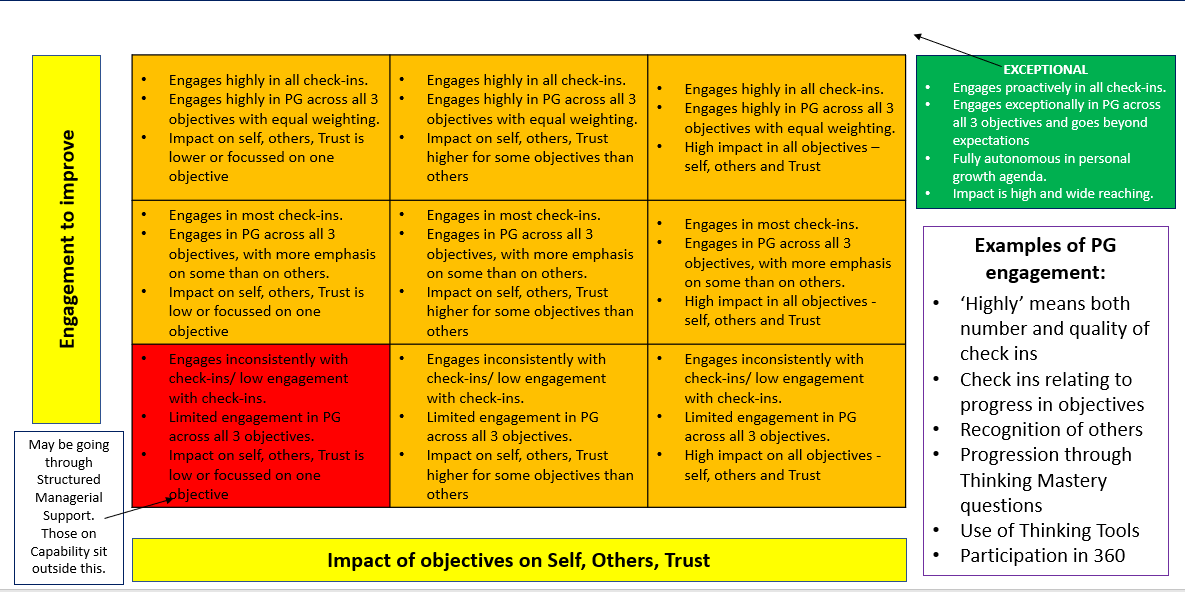 Engagement to improve
• Engages highly in all check-ins.
• Engages highly in PG across all 3
objectives with equal weighting.
• Impact on self, others, Trust is
lower or focussed on one
objective
• Engages highly in all check-ins.
• Engages highly in PG across all 3
objectives with equal weighting.
• Impact on self, others, Trust
higher for some objectives than
others
• Engages highly in all check-ins.
• Engages highly in PG across all 3
objectives with equal weighting.
• High impact in all objectives –
self, others and Trust
EXCEPTIONAL
• Engages proactively in all check-ins.
• Engages exceptionally in PG across
all 3 objectives and goes beyond
expectations
• Fully autonomous in personal
growth agenda.
• Impact is high and wide reaching.
• Engages in most check-ins.
• Engages in PG across all 3
objectives, with more emphasis
on some than on others.
• Impact on self, others, Trust is
low or focussed on one
objective
• Engages in most check-ins.
• Engages in PG across all 3
objectives, with more emphasis
on some than on others.
• Impact on self, others, Trust
higher for some objectives than
others
• Engages in most check-ins.
• Engages in PG across all 3
objectives, with more emphasis
on some than on others.
• High impact in all objectives -
self, others and Trust
• Engages inconsistently with
check-ins/ low engagement
with check-ins.
• Limited engagement in PG
across all 3 objectives.
• Impact on self, others, Trust is
low or focussed on one
objective
• Engages inconsistently with
check-ins/ low engagement
with check-ins.
• Limited engagement in PG
across all 3 objectives.
• Impact on self, others, Trust
higher for some objectives than
others
• Engages inconsistently with
check-ins/ low engagement
with check-ins.
• Limited engagement in PG
across all 3 objectives.
• High impact on all objectives -
self, others and Trust
Examples of PG
engagement:
• ‘Highly’ means both
number and quality of
check ins
• Check ins relating to
progress in objectives
• Recognition of others
• Progression through
Thinking Mastery
questions
• Use of Thinking Tools
• Participation in 360
May be going
through
Structured
Managerial
Support.
Those on
Capability sit
outside this.
Impact of objectives on Self, Others, Trust